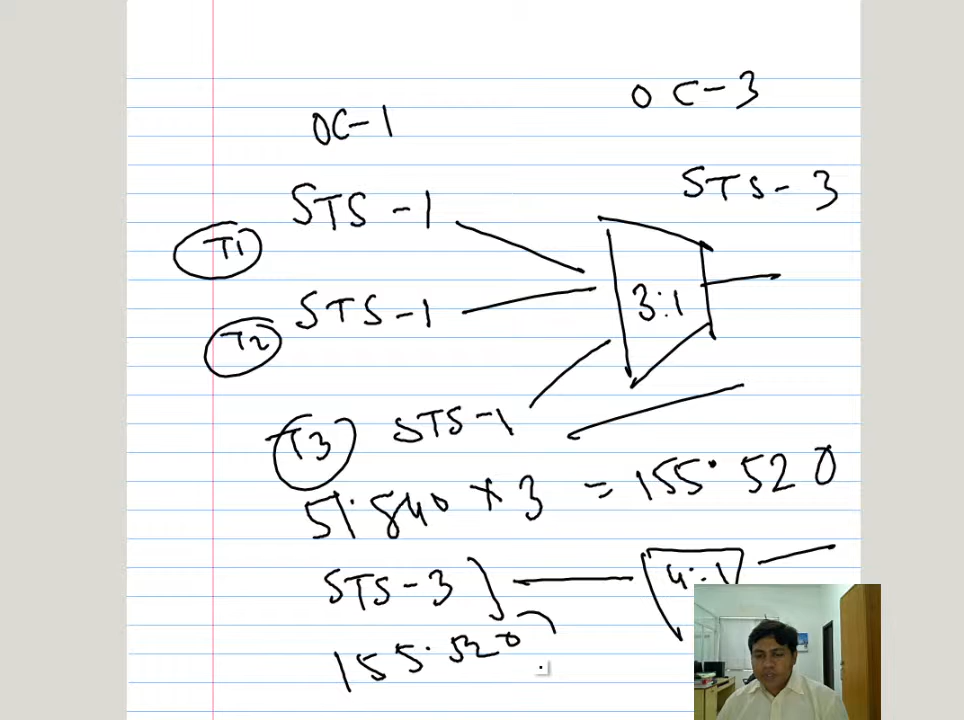 OC-3
OC-1
STS-3
STS-1
T1
STS-1
3:1
T2
STS-1
T3
51.840 × 3 = 155.520
STS-3
4:1
155.520